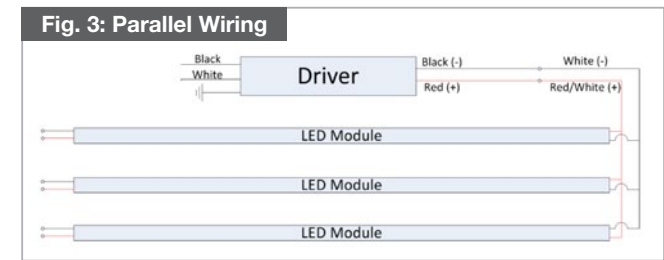 Fig. 3: Parallel Wiring
Black
White
Driver
Black (-)
Red (+)
White (-)
Red/White (+)
LED Module
LED Module
LED Module